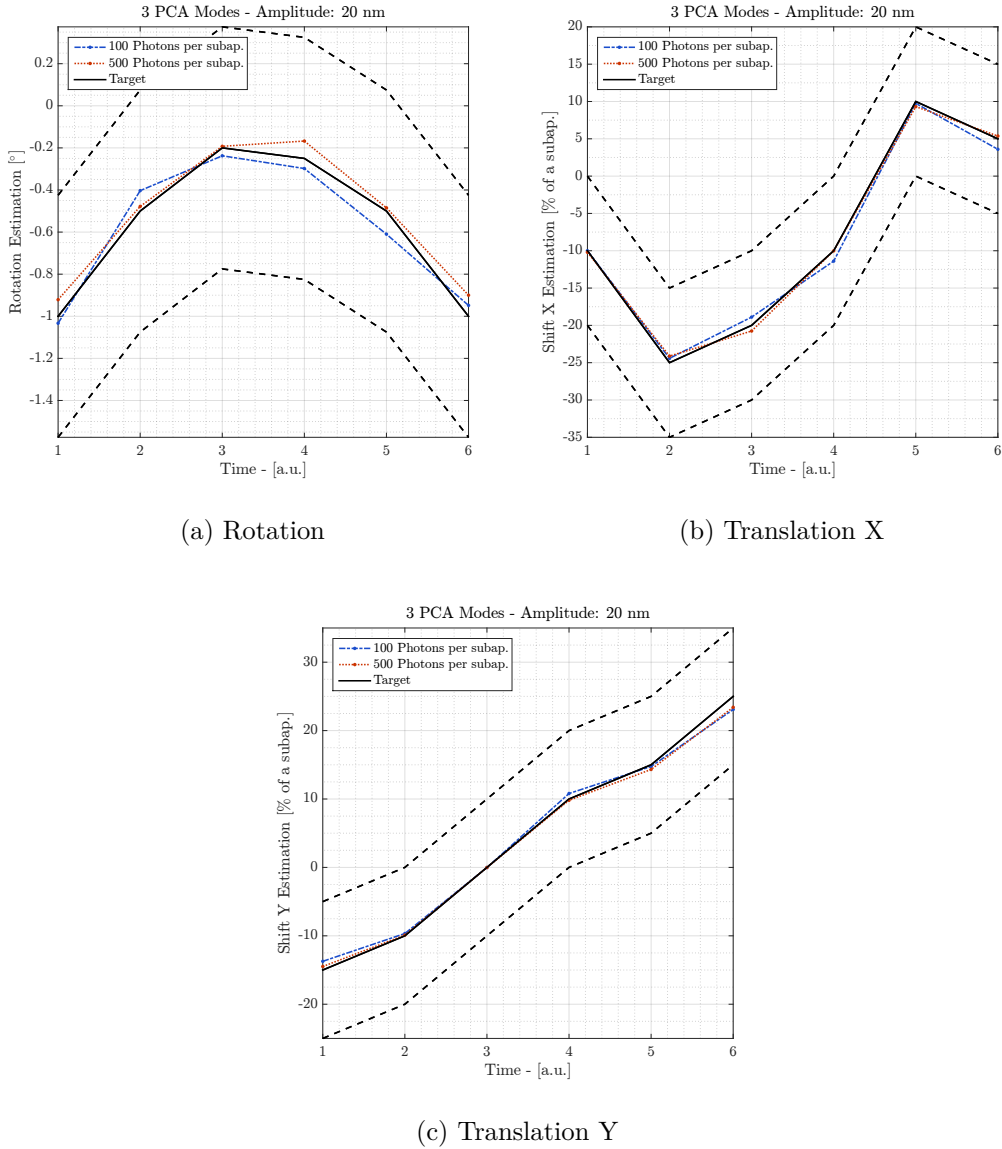 3 PCA Modes - Amplitude: 20 nm
100 Photons per subap.
500 Photons per subap.
Target
Rotation Estimation [°]
0.2
0
-0.2
-0.4
-0.6
-0.8
-1
-1.2
-1.4
1 2 3 4 5 6
Time - [a.u.]
(a) Rotation
3 PCA Modes - Amplitude: 20 nm
100 Photons per subap.
500 Photons per subap.
Target
Shift X Estimation [% of a subap.]
20
15
10
5
0
-5
-10
-15
-20
-25
-30
-35
1 2 3 4 5 6
Time - [a.u.]
(b) Translation X
3 PCA Modes - Amplitude: 20 nm
100 Photons per subap.
500 Photons per subap.
Target
Shift Y Estimation [% of a subap.]
30
20
10
0
-10
-20
1 2 3 4 5 6
Time - [a.u.]
(c) Translation Y